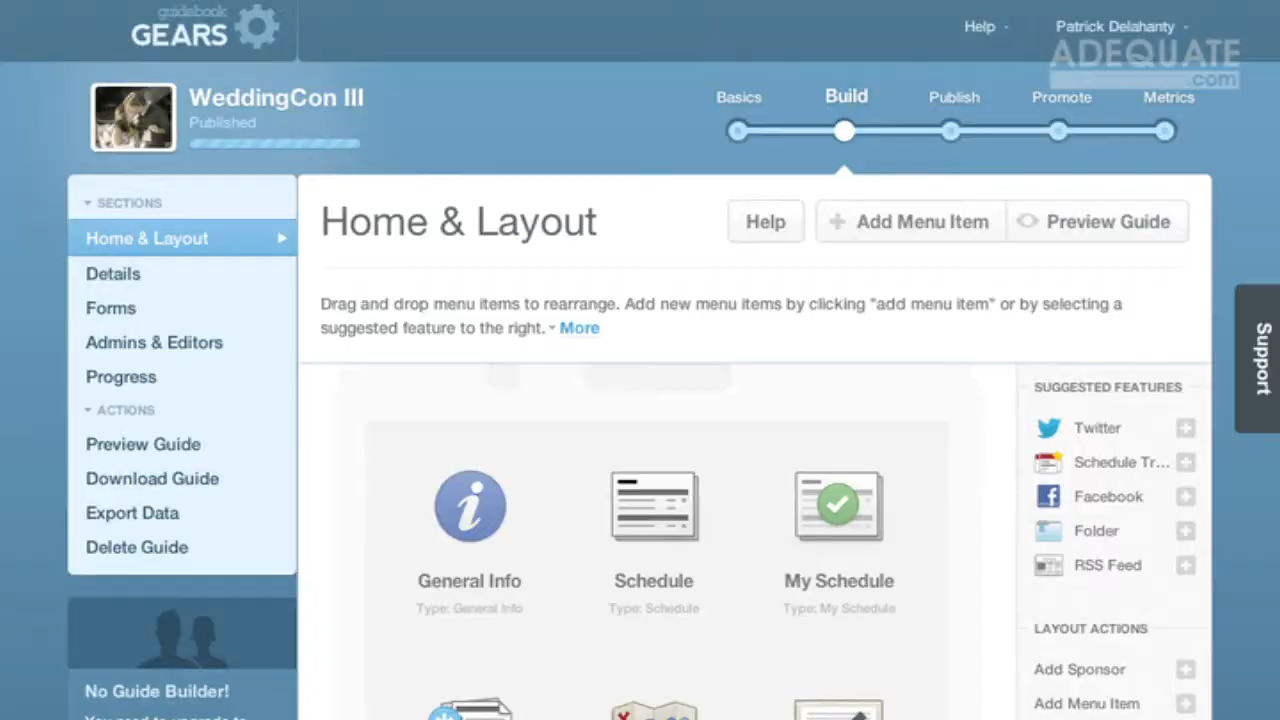 guidebook
GEARS
Help
Patrick Delahanty
ADEQUATE
.com
WeddingCon III
Published
Basics
Build
Publish
Promote
Metrics
SECTIONS
Home & Layout
Details
Forms
Admins & Editors
Progress
ACTIONS
Preview Guide
Download Guide
Export Data
Delete Guide
No Guide Builder!
You need to upgrade to
Home & Layout
Help
Add Menu Item
Preview Guide
Drag and drop menu items to rearrange. Add new menu items by clicking "add menu item" or by selecting a
suggested feature to the right. More
General Info
Type: General Info
Schedule
Type: Schedule
My Schedule
Type: My Schedule
SUGGESTED FEATURES
Twitter
Schedule Tr...
Facebook
Folder
RSS Feed
LAYOUT ACTIONS
Add Sponsor
Add Menu Item
Support